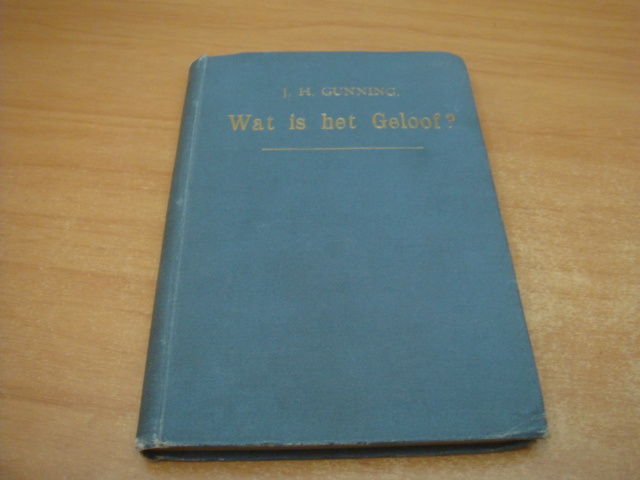 J. H. GUNNING.
Wat is het Geloof?